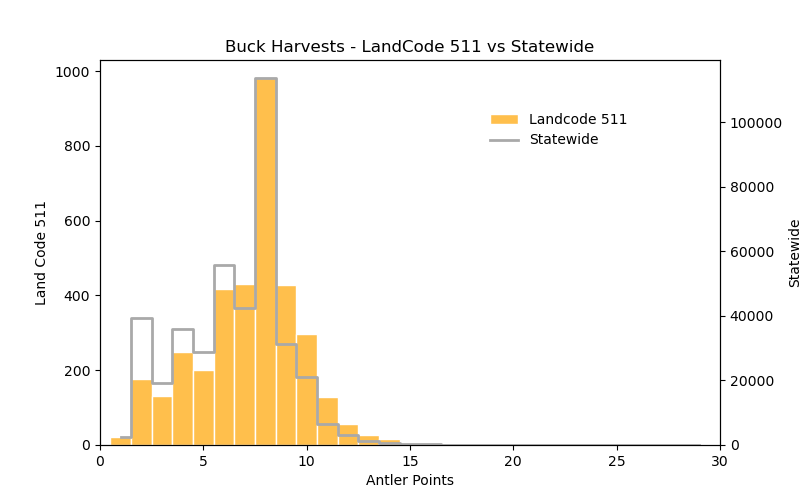 Buck Harvests - LandCode 511 vs Statewide
Landcode 511
Statewide
Land Code 511
1000
800
600
400
200
0
100000
80000
60000
40000
20000
0
Statewide
0 5 10 15 20 25 30
Antler Points